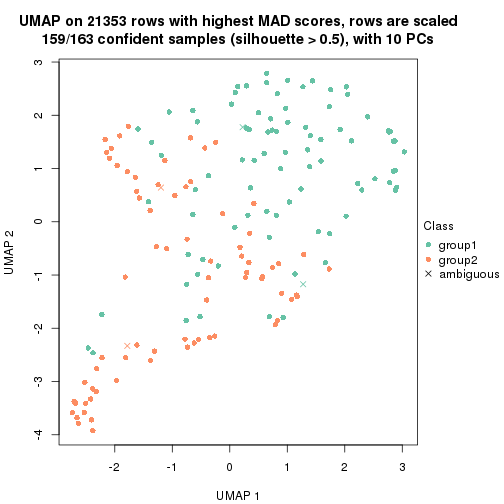 UMAP on 21353 rows with highest MAD scores, rows are scaled
159/163 confident samples (silhouette > 0.5), with 10 PCs
3
2
1
0
-1
-2
-3
-4
UMAP 2
-2
-1
0
1
2
3
UMAP 1
Class
group1
group2
ambiguous